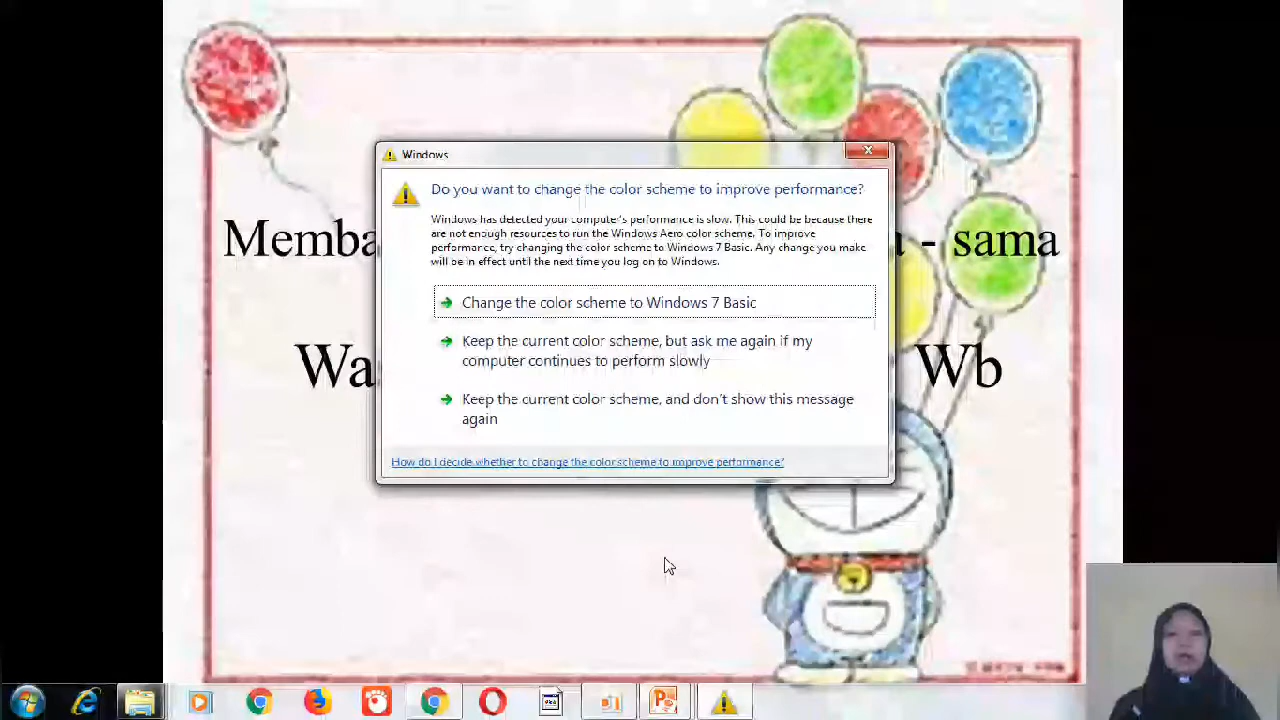 Windows
Do you want to change the color scheme to improve performance?
Windows has detected your computer's performance is slow. This could be because there
are not enough resources to run the Windows Aero color scheme. To improve
performance, try changing the color scheme to Windows 7 Basic. Any change you make
will be in effect until the next time you log on to Windows.
Memba
a - sama
Change the color scheme to Windows 7 Basic
Keep the current color scheme, but ask me again if my
computer continues to perform slowly
Wa
Wb
Keep the current color scheme, and don't show this message
again
How do I decide whether to change the color scheme to improve performance?